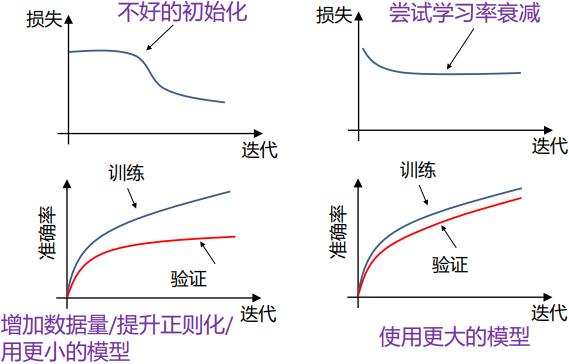 损失
不好的初始化
迭代
损失
尝试学习率衰减
迭代
准确率
训练
验证
迭代
增加数据量/提升正则化/
用更小的模型
准确率
训练
验证
迭代
使用更大的模型